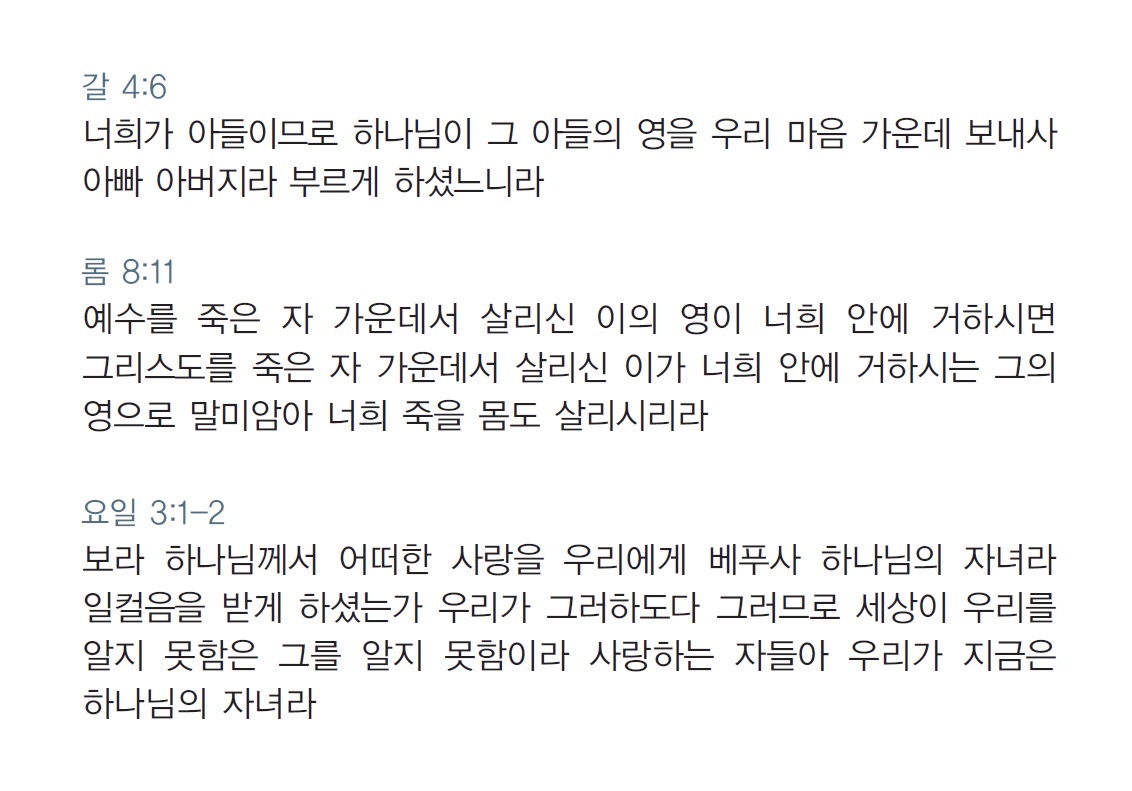 갈 4:6
너희가 아들이므로 하나님이 그 아들의 영을 우리 마음 가운데 보내사
아빠 아버지라 부르게 하셨느니라
롬 8:11
예수를 죽은 자 가운데서 살리신 이의 영이 너희 안에 거하시면
그리스도를 죽은 자 가운데서 살리신 이가 너희 안에 거하시는 그의
영으로 말미암아 너희 죽을 몸도 살리시리라
요일 3:1–2
보라 하나님께서 어떠한 사랑을 우리에게 베푸사 하나님의 자녀라
일컬음을 받게 하셨는가 우리가 그러하도다 그러므로 세상이 우리를
알지 못함은 그를 알지 못함이라 사랑하는 자들아 우리가 지금은
하나님의 자녀라